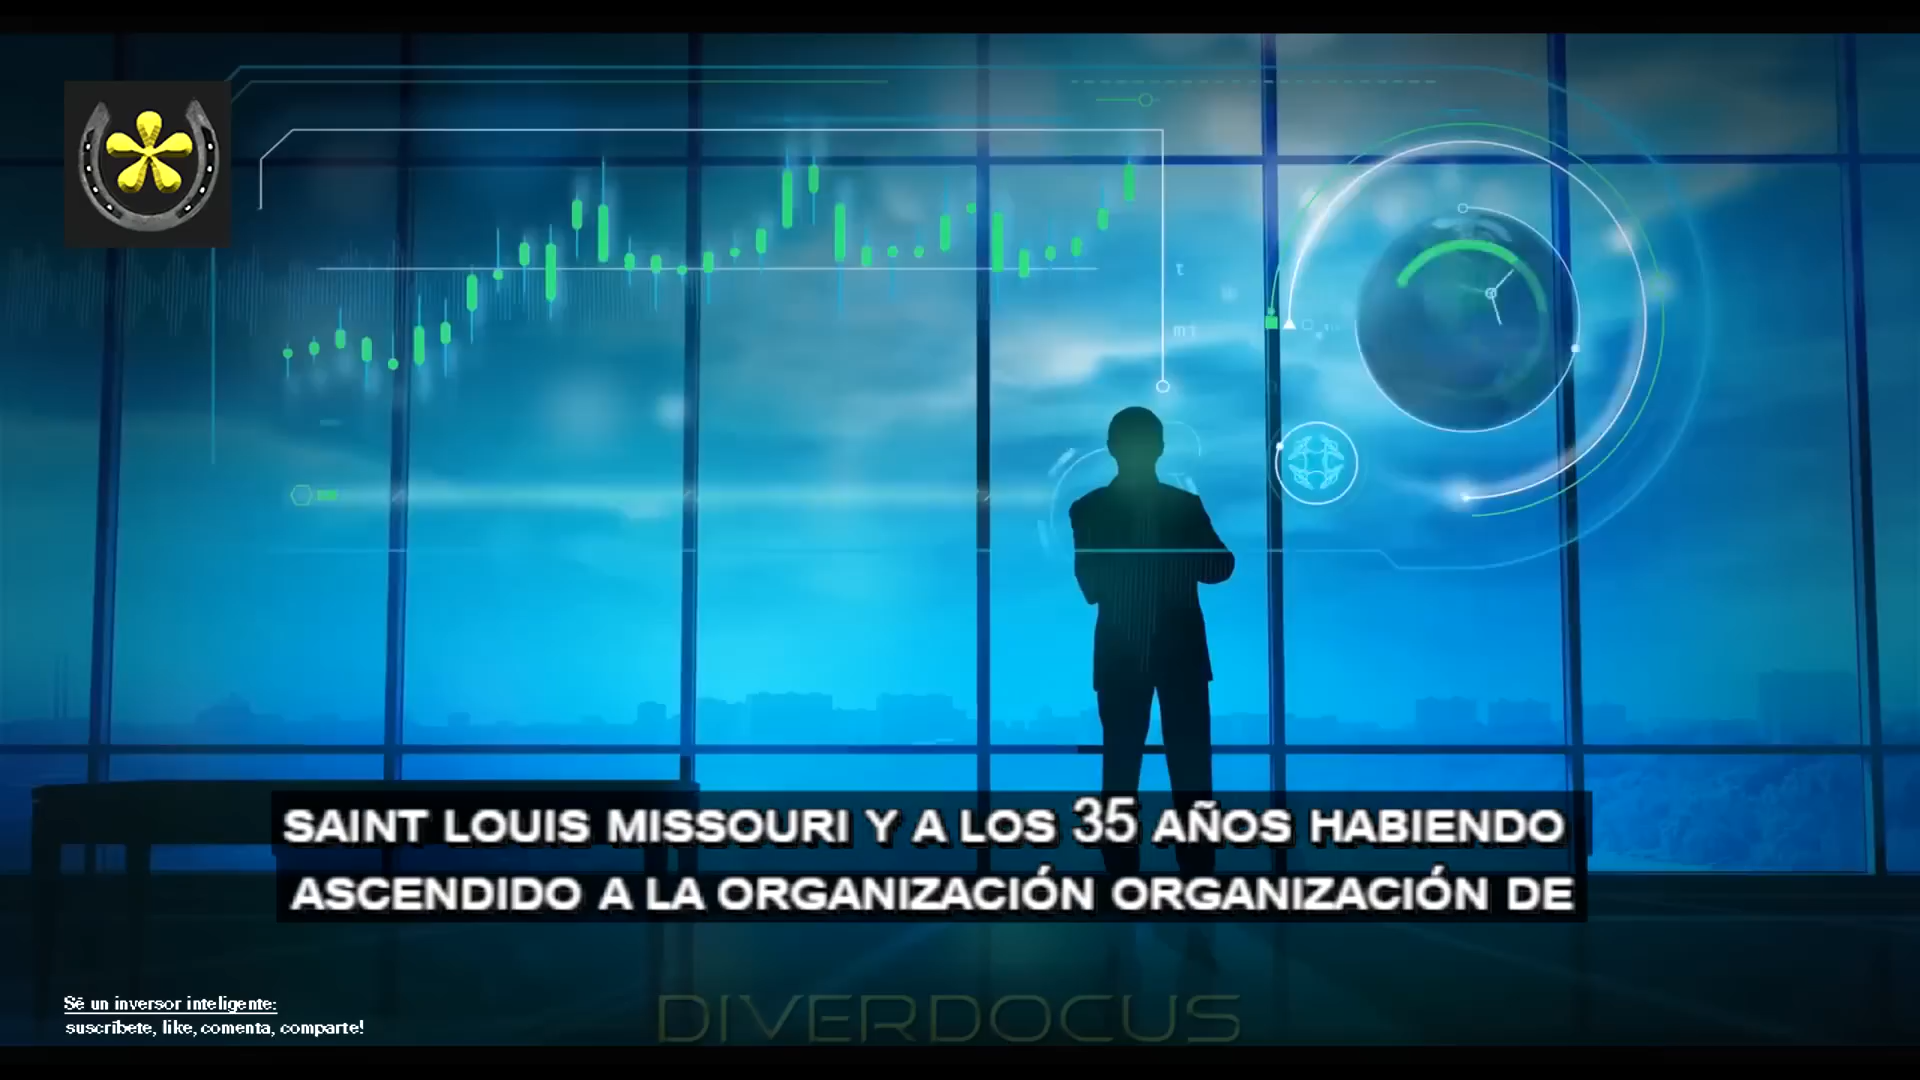 t
SAINT LOUIS MISSOURI Y A LOS 35 AÑOS HABIENDO
ASCENDIDO A LA ORGANIZACIÓN ORGANIZACIÓN DE
Sé un inversor inteligente:
suscríbete, like, comenta, comparte!
DIVERDOCUS